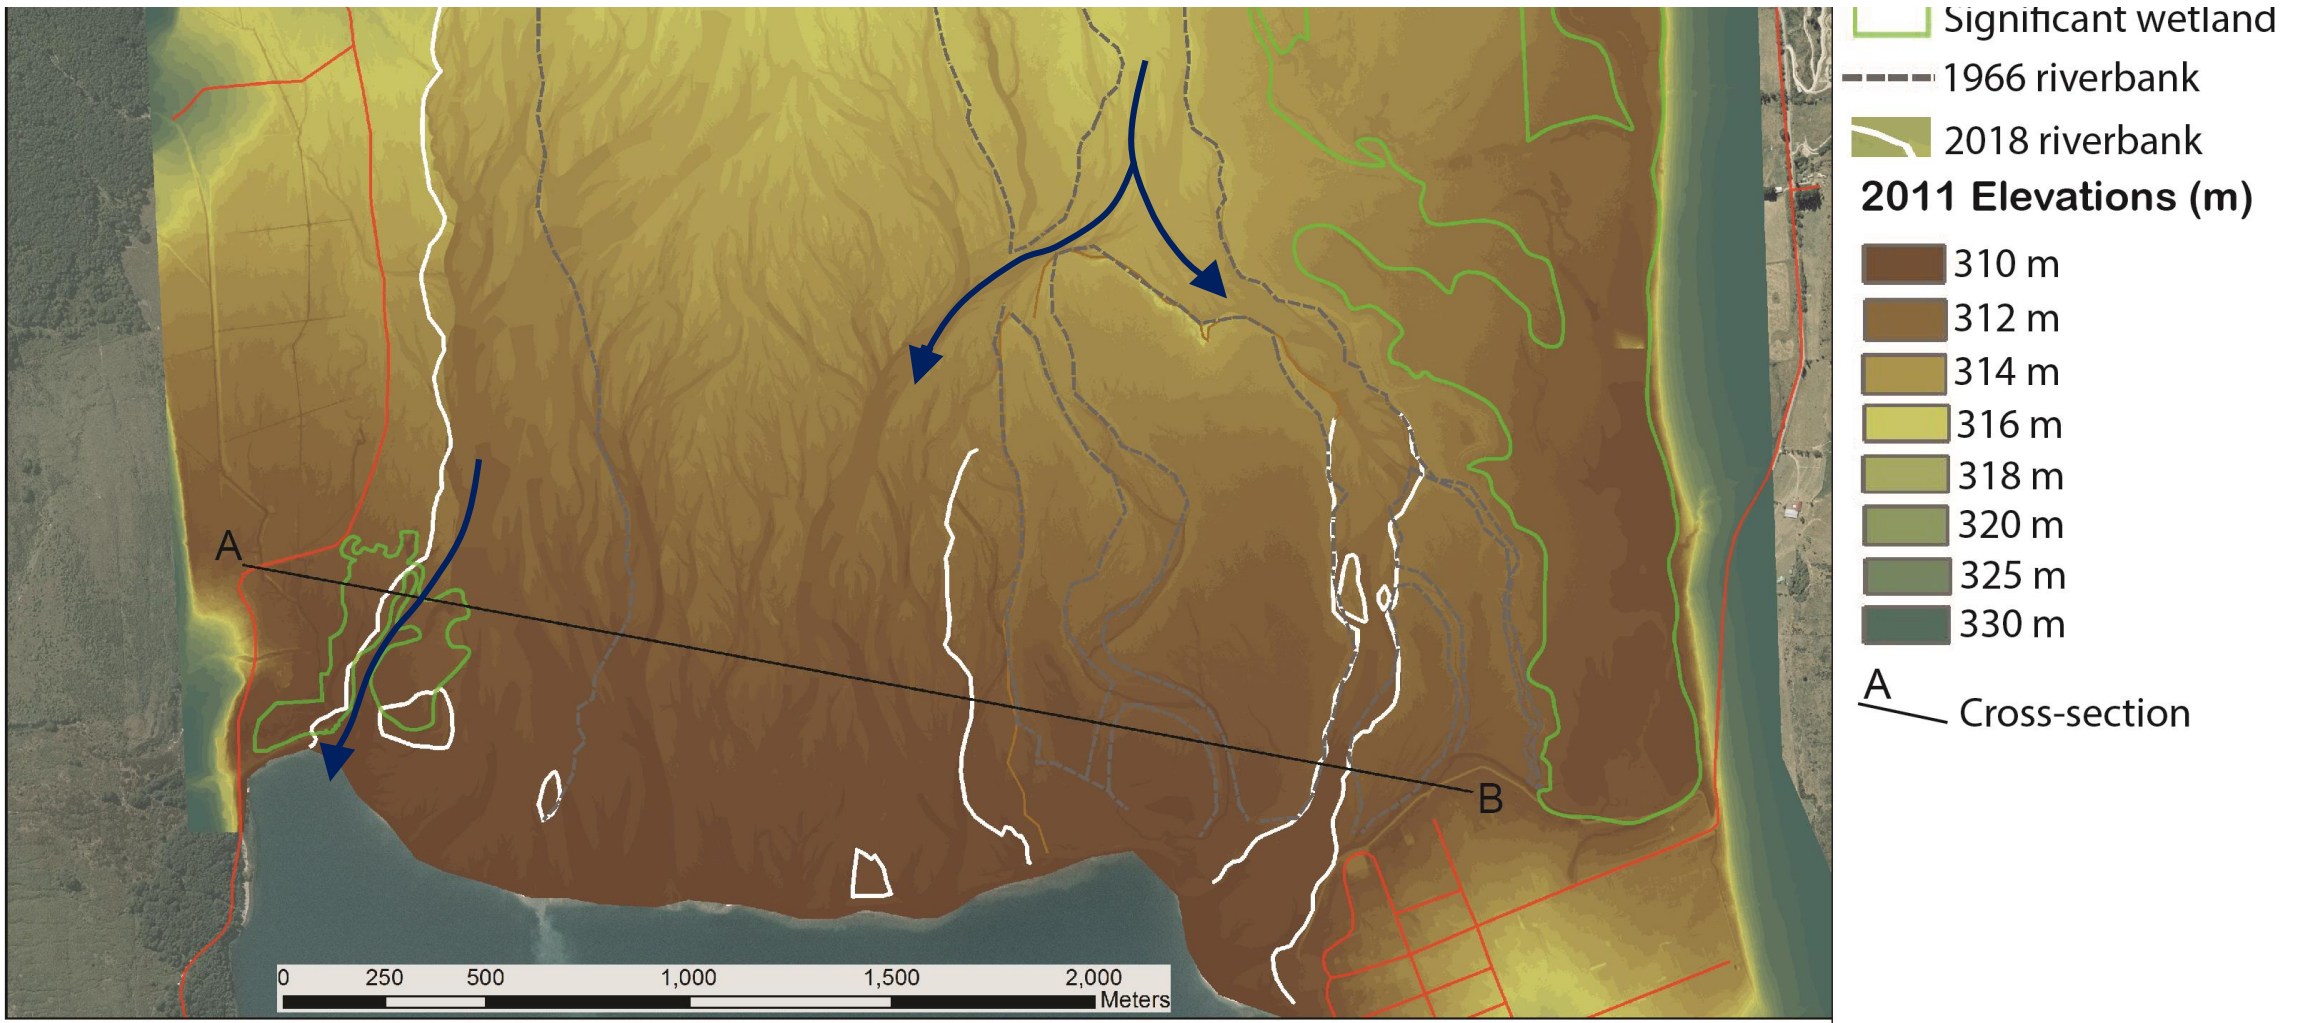 Significant wetland
1966 riverbank
2018 riverbank
2011 Elevations (m)
310 m
312 m
314 m
316 m
318 m
320 m
325 m
330 m
A
Cross-section
A
B
0 250 500 1,000 1,500 2,000
Meters